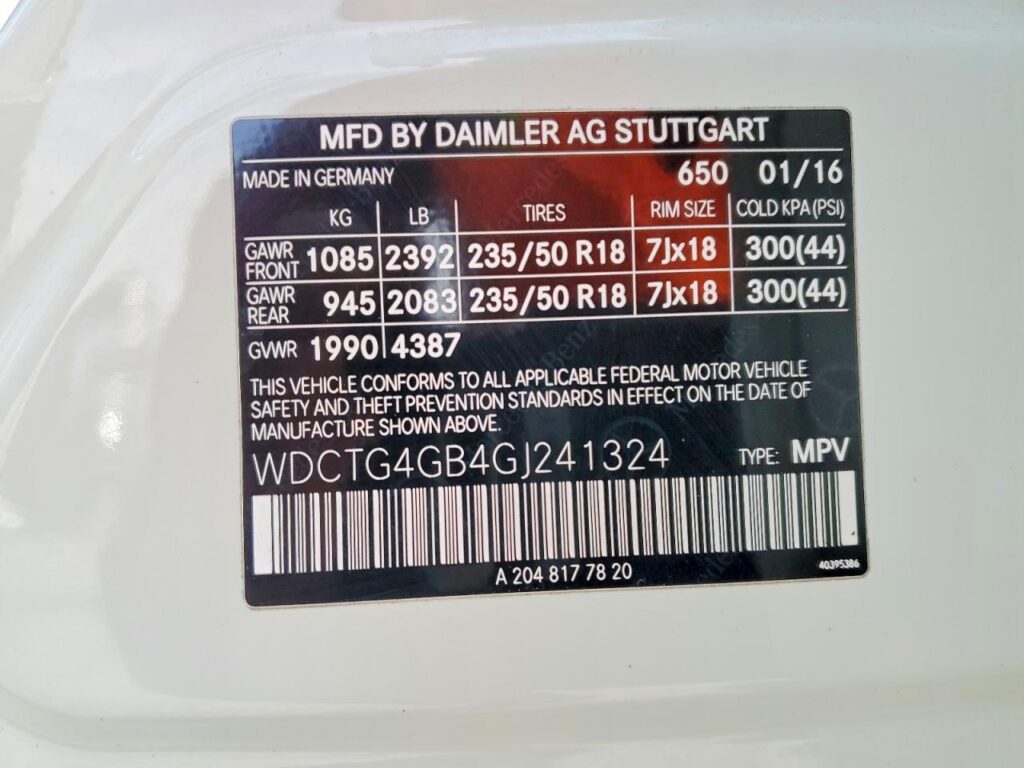 MFD BY DAIMLER AG STUTTGART
MADE IN GERMANY 650 01/16
KG LB TIRES RIM SIZE COLD KPA(PSI)
GAWR FRONT 1085 2392 235/50 R18 7Jx18 300(44)
GAWR REAR 945 2083 235/50 R18 7Jx18 300(44)
GVWR 1990 4387
THIS VEHICLE CONFORMS TO ALL APPLICABLE FEDERAL MOTOR VEHICLE
SAFETY AND THEFT PREVENTION STANDARDS IN EFFECT ON THE DATE OF
MANUFACTURE SHOWN ABOVE.
WDCTG4GB4GJ241324 TYPE: MPV
A 204 817 78 20
40395386